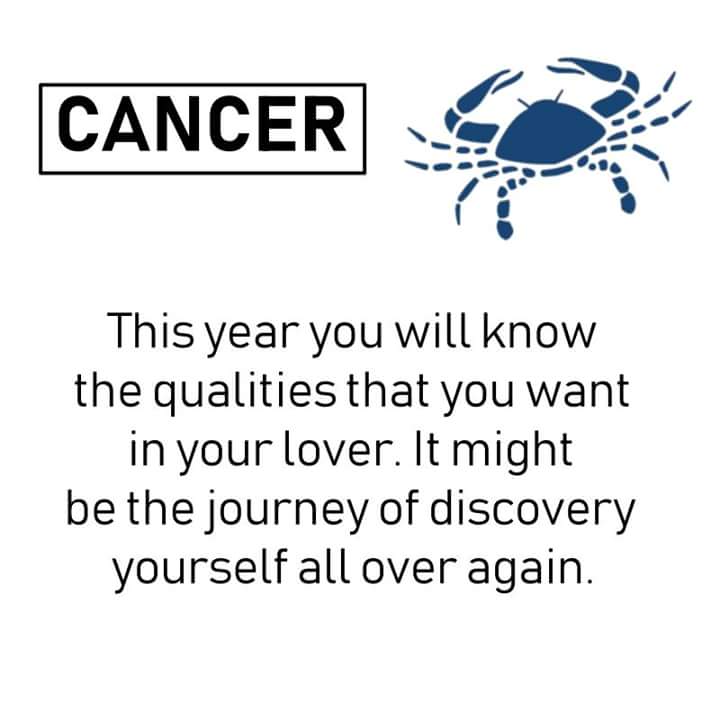 CANCER
This year you will know
the qualities that you want
in your lover. It might
be the journey of discovery
yourself all over again.